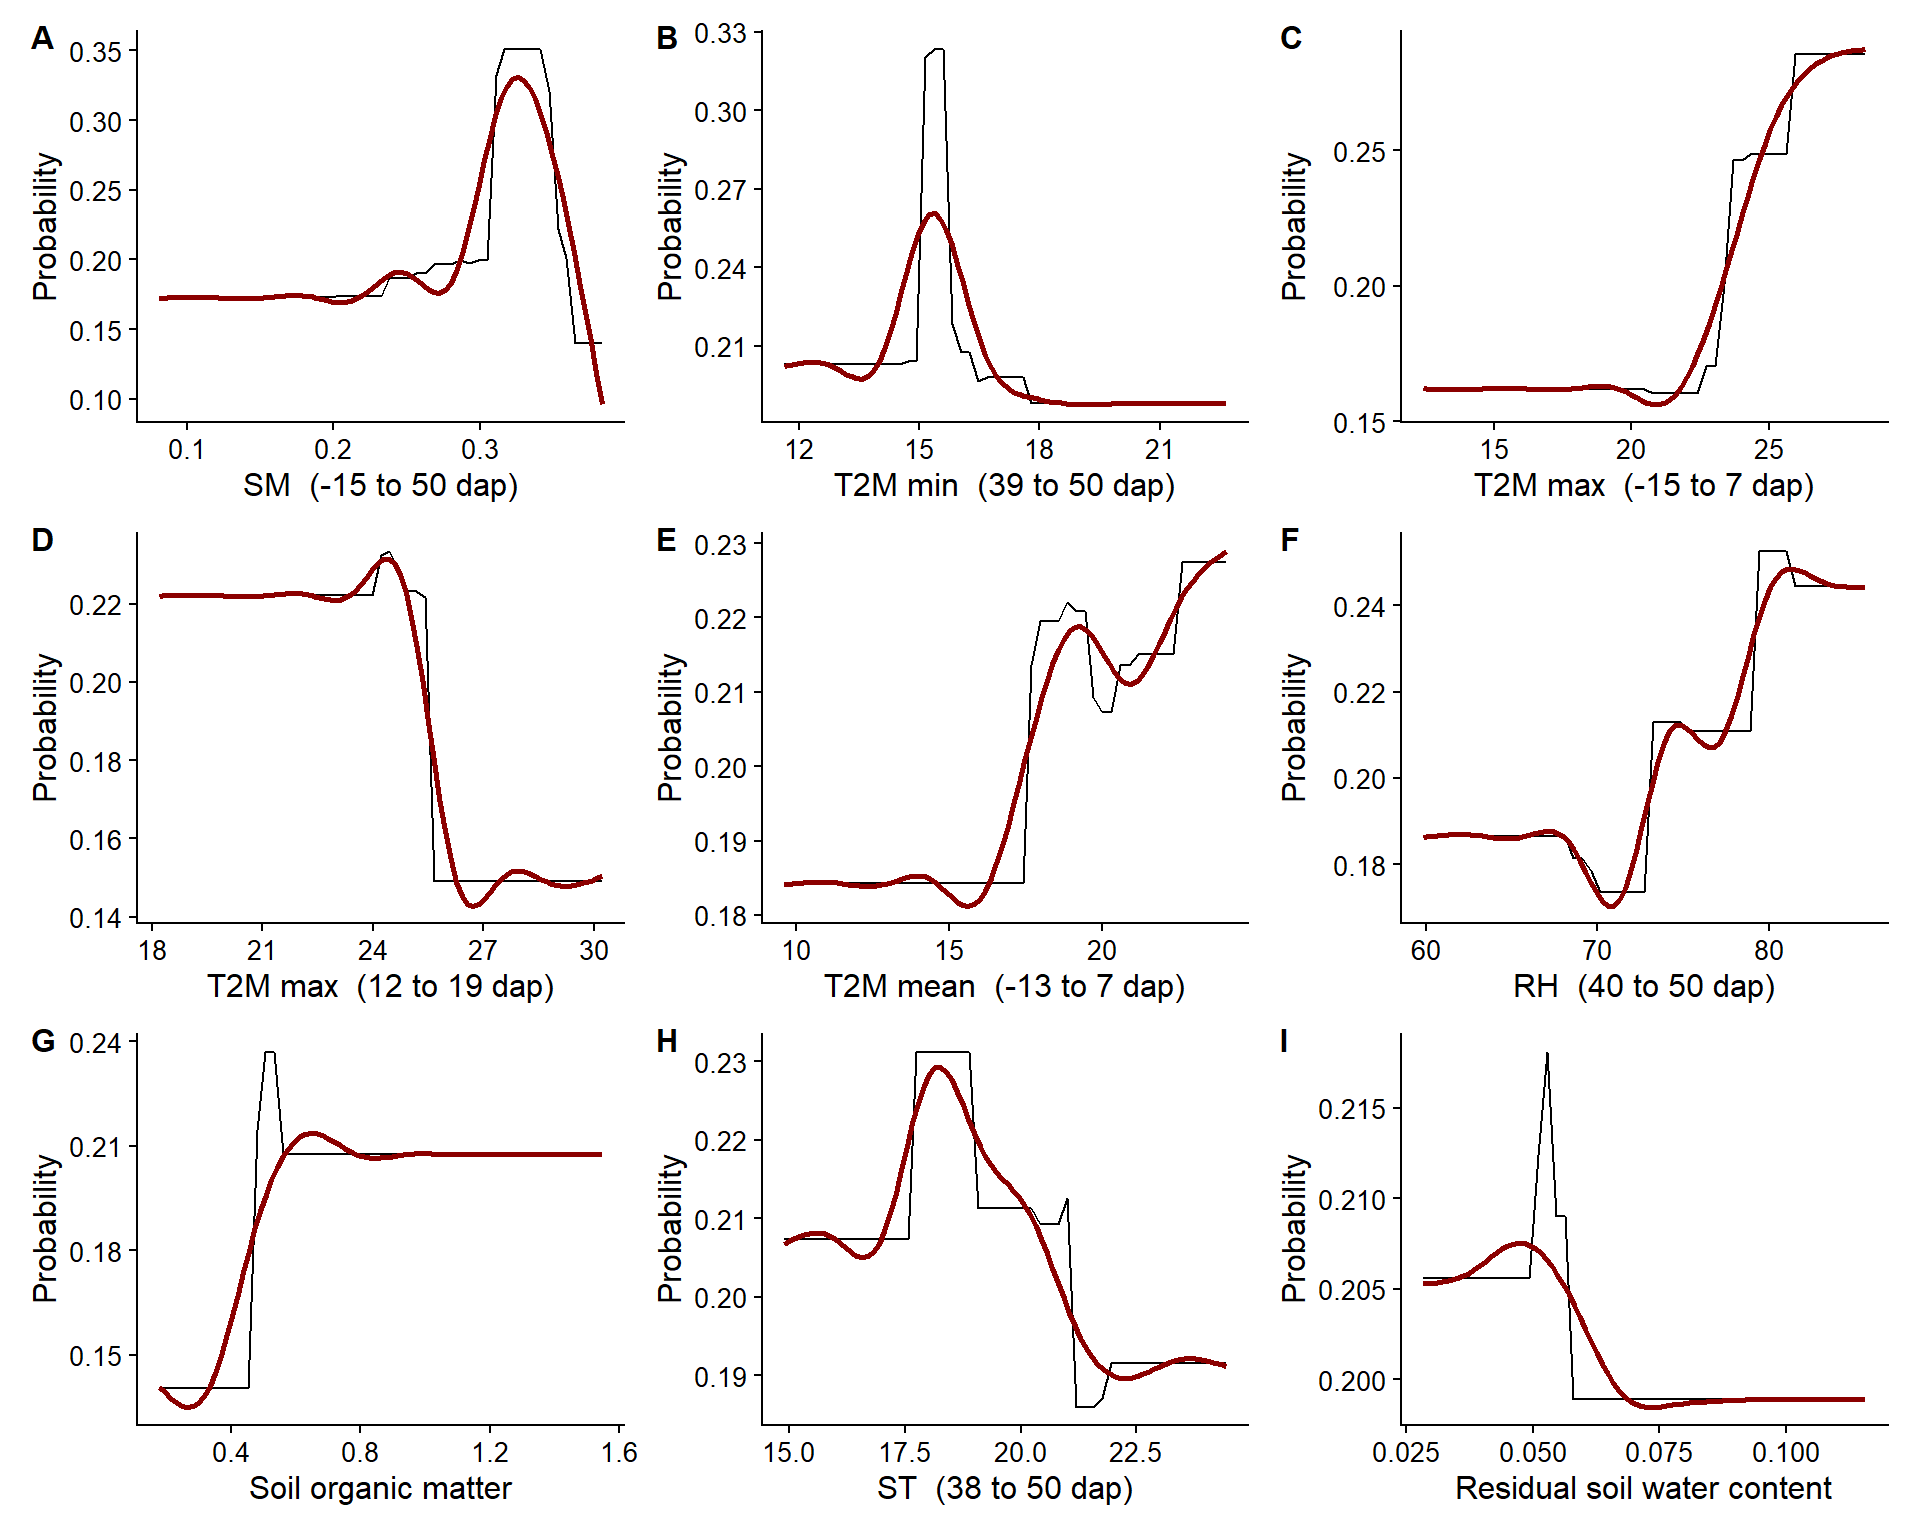 A
Probability
0.35
0.30
0.25
0.20
0.15
0.10
0.1 0.2 0.3
SM (-15 to 50 dap)
B
Probability
0.33
0.30
0.27
0.24
0.21
12 15 18 21
T2M min (39 to 50 dap)
C
Probability
0.25
0.20
0.15
15 20 25
T2M max (-15 to 7 dap)
D
Probability
0.22
0.20
0.18
0.16
0.14
18 21 24 27 30
T2M max (12 to 19 dap)
E
Probability
0.23
0.22
0.21
0.20
0.19
0.18
10 15 20
T2M mean (-13 to 7 dap)
F
Probability
0.24
0.22
0.20
0.18
60 70 80
RH (40 to 50 dap)
G
Probability
0.24
0.21
0.18
0.15
0.4 0.8 1.2 1.6
Soil organic matter
H
Probability
0.23
0.22
0.21
0.20
0.19
15.0 17.5 20.0 22.5
ST (38 to 50 dap)
I
Probability
0.215
0.210
0.205
0.200
0.025 0.050 0.075 0.100
Residual soil water content